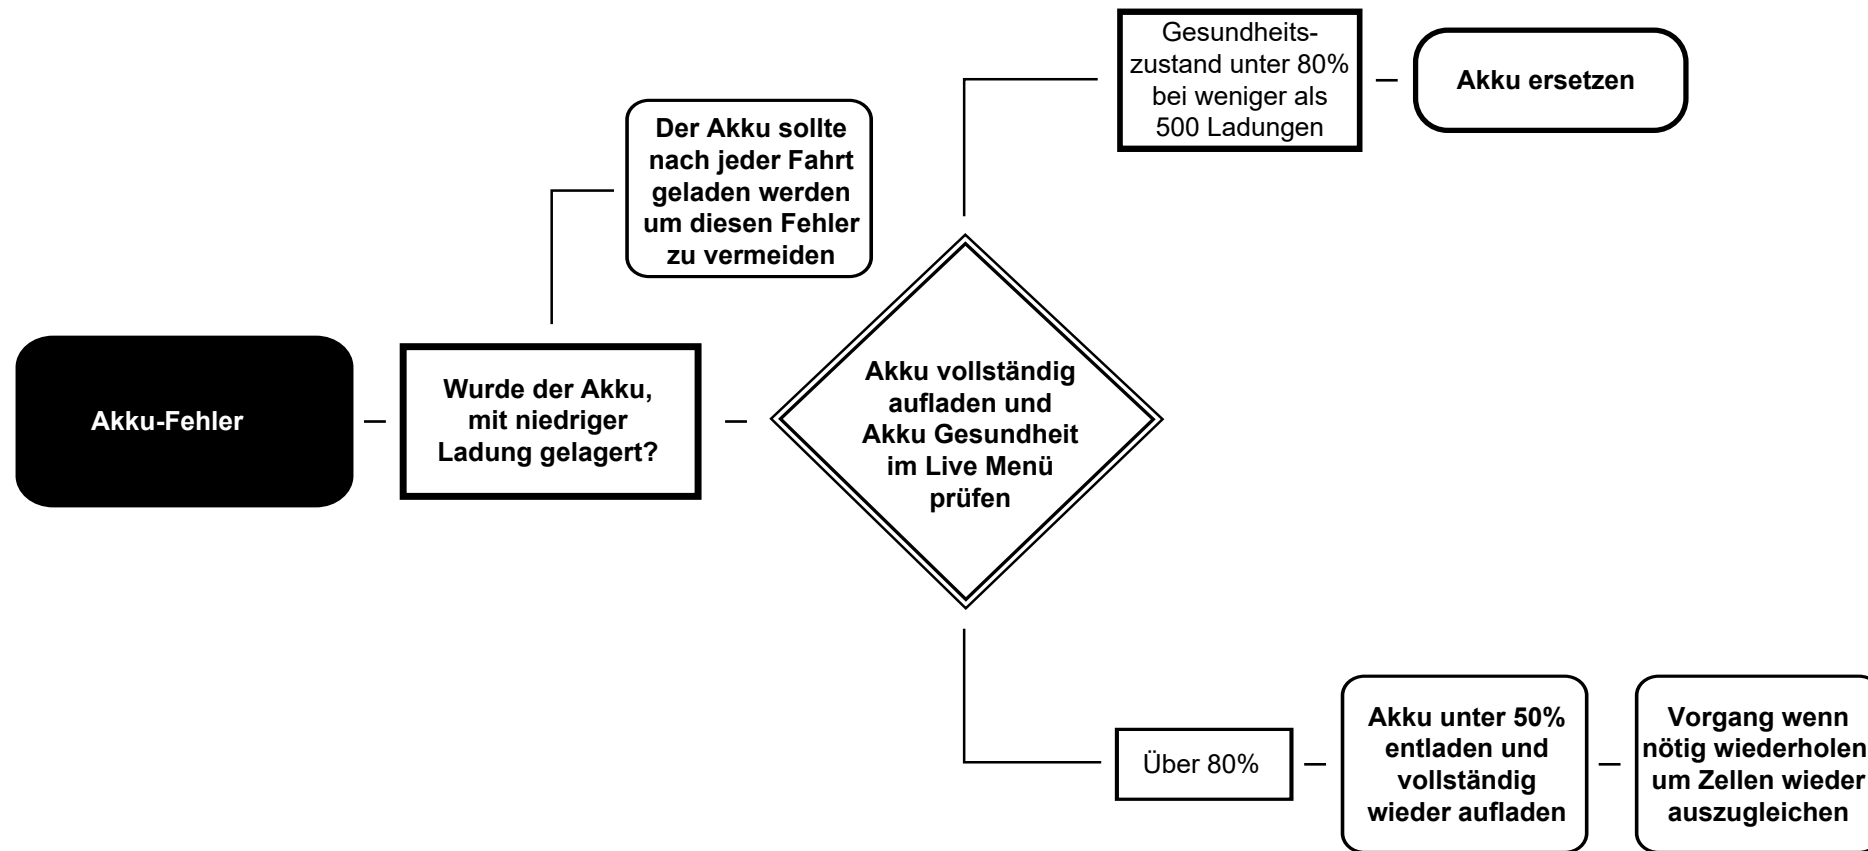 Akku-Fehler
Wurde der Akku,
mit niedriger
Ladung gelagert?
Der Akku sollte
nach jeder Fahrt
geladen werden
um diesen Fehler
zu vermeiden
Akku vollständig
aufladen und
Akku Gesundheit
im Live Menü
prüfen
Gesundheits-
zustand unter 80%
bei weniger als
500 Ladungen
Akku ersetzen
Über 80%
Akku unter 50%
entladen und
vollständig
wieder aufladen
Vorgang wenn
nötig wiederholen
um Zellen wieder
auszugleichen